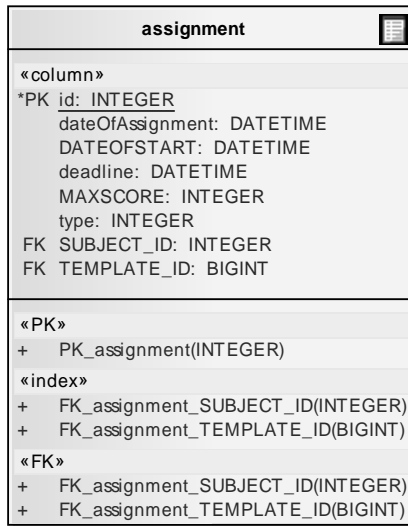 assignment
«column»
*PK id: INTEGER
dateOfAssignment: DATETIME
DATEOFSTART: DATETIME
deadline: DATETIME
MAXSCORE: INTEGER
type: INTEGER
FK SUBJECT_ID: INTEGER
FK TEMPLATE_ID: BIGINT
«PK»
+ PK_assignment(INTEGER)
«index»
+ FK_assignment_SUBJECT_ID(INTEGER)
+ FK_assignment_TEMPLATE_ID(BIGINT)
«FK»
+ FK_assignment_SUBJECT_ID(INTEGER)
+ FK_assignment_TEMPLATE_ID(BIGINT)